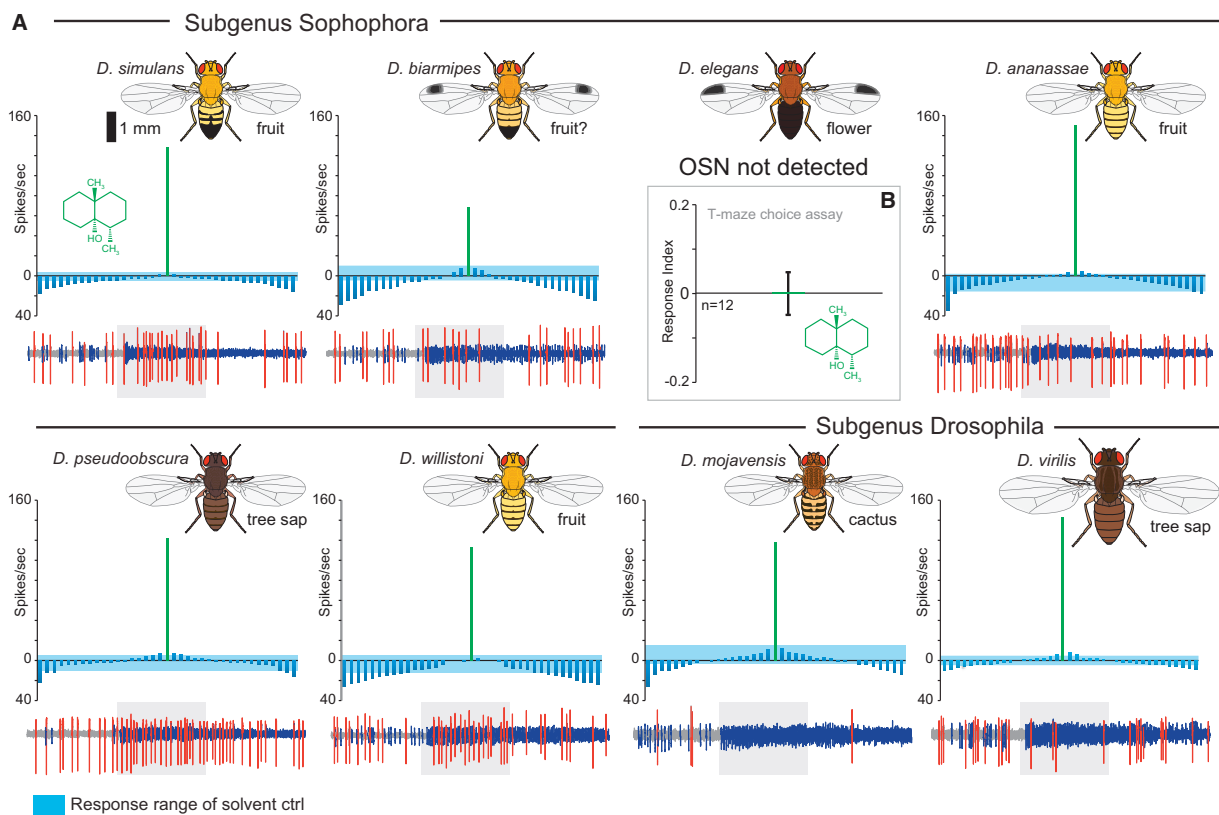 A
Subgenus Sophophora
D. simulans
D. biarmipes
D. elegans
D. ananassae
1 mm
fruit
fruit?
flower
fruit
160
Spikes/sec
0
40
CH3
HO
CH3
160
Spikes/sec
0
40
OSN not detected
B
T-maze choice assay
0.2
Response Index
0
-0.2
n=12
CH3
HO
CH3
160
Spikes/sec
0
40
Subgenus Drosophila
D. pseudoobscura
D. willistoni
D. mojavensis
D. virilis
tree sap
fruit
cactus
tree sap
160
Spikes/sec
0
40
160
Spikes/sec
0
40
160
Spikes/sec
0
40
160
Spikes/sec
0
40
Response range of solvent ctrl